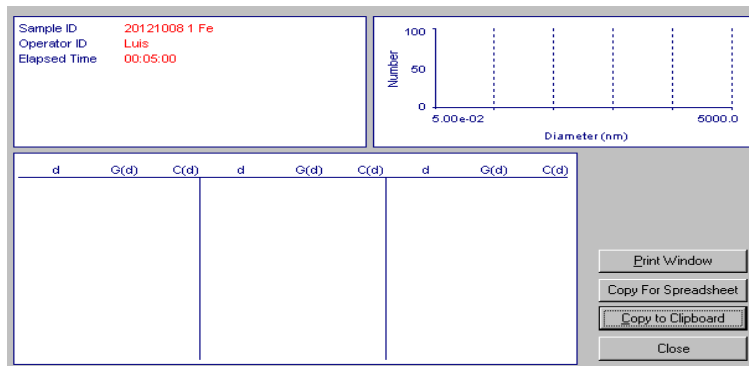 Sample ID 20121008 1 Fe
Operator ID Luis
Elapsed Time 00:05:00
100
Number
50
0
5.00e-02 5000.0
Diameter (nm)
d G(d) C(d) d G(d) C(d) d G(d) C(d)
Print Window
Copy For Spreadsheet
Copy to Clipboard
Close